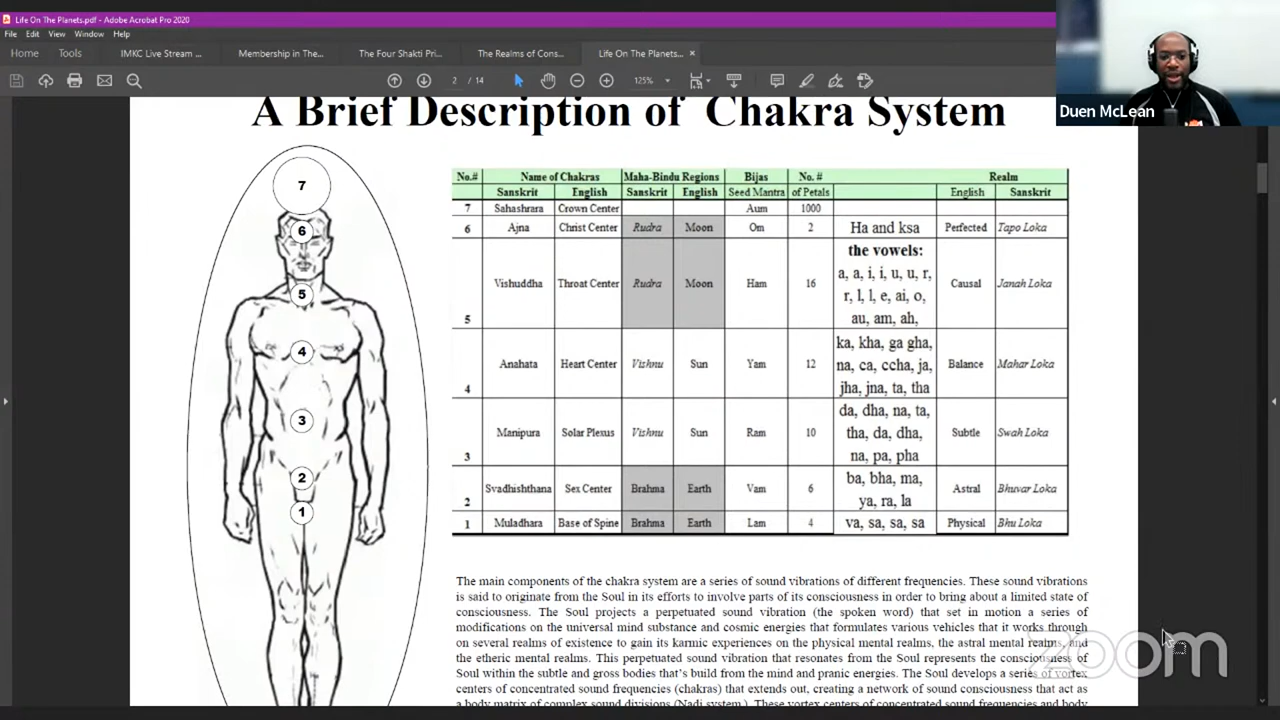 Life On The Planets.pdf - Adobe Acrobat Pro 2020
File Edit View Window Help
Home Tools IMKC Live Stream ... Membership in The... The Four Shakti Pri... The Realms of Cons... Life On The Planets... ×
2 / 14 125%
Duen McLean
A Brief Description of Chakra System
7
6
5
4
3
2
1
No.# Name of Chakras Maha-Bindu Regions Bijas No. # Realm
Sanskrit English Sanskrit English Seed Mantra of Petals English Sanskrit
7 Sahashrara Crown Center Aum 1000
6 Ajna Christ Center Rudra Moon Om 2 Ha and ksa Perfected Tapo Loka
the vowels:
a, a, i, i, u, u, r,
5 Vishuddha Throat Center Rudra Moon Ham 16 r, l, l, e, ai, o, Causal Janah Loka
au, am, ah,
ka, kha, ga gha,
4 Anahata Heart Center Vishnu Sun Yam 12 na, ca, ccha, ja, Balance Mahar Loka
jha, jna, ta, tha
da, dha, na, ta,
3 Manipura Solar Plexus Vishnu Sun Ram 10 tha, da, dha, Subtle Swah Loka
na, pa, pha
2 Svadhishthana Sex Center Brahma Earth Vam 6 ba, bha, ma, Astral Bhuvar Loka
ya, ra, la
1 Muladhara Base of Spine Brahma Earth Lam 4 va, sa, sa, sa Physical Bhu Loka
The main components of the chakra system are a series of sound vibrations of different frequencies. These sound vibrations
is said to originate from the Soul in its efforts to involve parts of its consciousness in order to bring about a limited state of
consciousness. The Soul projects a perpetuated sound vibration (the spoken word) that set in motion a series of
modifications on the universal mind substance and cosmic energies that formulates various vehicles that it works through
on several realms of existence to gain its karmic experiences on the physical mental realms, the astral mental realms, and
the etheric mental realms. This perpetuated sound vibration that resonates from the Soul represents the consciousness of
Soul within the subtle and gross bodies that's build from the mind and pranic energies. The Soul develops a series of vortex
centers of concentrated sound frequencies (chakras) that extends out, creating a network of sound consciousness that act as
a body matrix of complex sound divisions (Nadi system). These vortex centers of concentrated sound frequencies and body
zoom